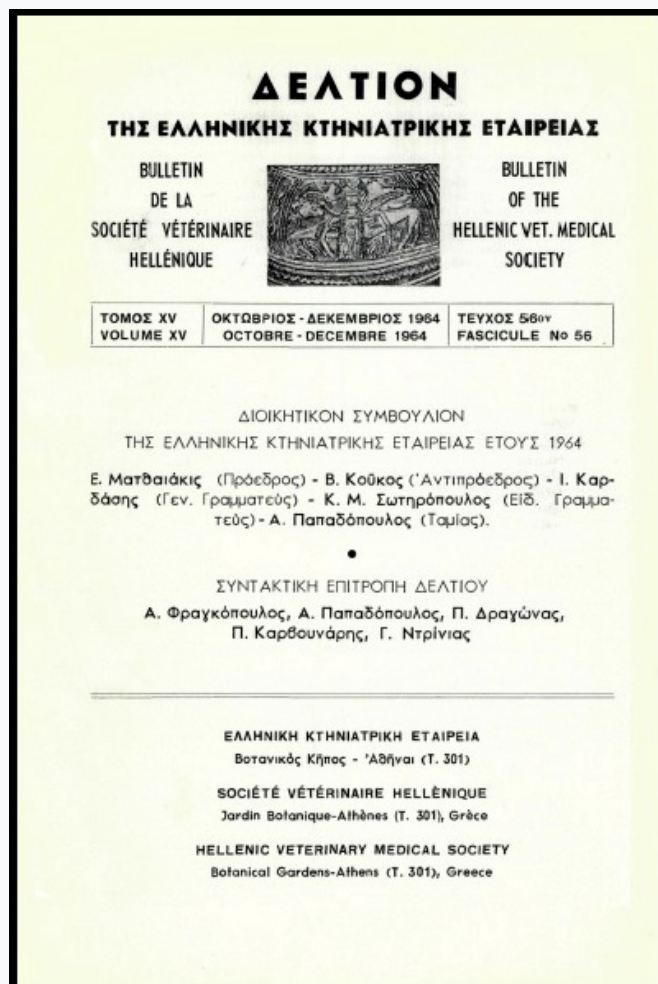 ΔΕΛΤΙΟΝ
ΤΗΣ ΕΛΛΗΝΙΚΗΣ ΚΤΗΝΙΑΤΡΙΚΗΣ ΕΤΑΙΡΕΙΑΣ
BULLETIN
DE LA
SOCIÉTÉ VÉTÉRINAIRE
HELLÉNIQUE
BULLETIN
OF THE
HELLENIC VET. MEDICAL
SOCIETY
ΤΟΜΟΣ XV
VOLUME XV
ΟΚΤΩΒΡΙΟΣ - ΔΕΚΕΜΒΡΙΟΣ 1964
OCTOBRE - DECEMBRE 1964
ΤΕΥΧΟΣ 56ον
FASCICULE No 56
ΔΙΟΙΚΗΤΙΚΟΝ ΣΥΜΒΟΥΛΙΟΝ
ΤΗΣ ΕΛΛΗΝΙΚΗΣ ΚΤΗΝΙΑΤΡΙΚΗΣ ΕΤΑΙΡΕΙΑΣ ΕΤΟΥΣ 1964
Ε. Ματθαιάκις (Πρόεδρος) - Β. Κοῦκος (Ἀντιπρόεδρος) - Ι. Καρ-
δάσης (Γεν. Γραμματεύς) - Κ. Μ. Σωτηρόπουλος (Εἰδ. Γραμμα-
τεύς) - Α. Παπαδόπουλος (Ταμίας).
ΣΥΝΤΑΚΤΙΚΗ ΕΠΙΤΡΟΠΗ ΔΕΛΤΙΟΥ
Α. Φραγκόπουλος, Α. Παπαδόπουλος, Π. Δραγώνας,
Π. Καρβουνάρης, Γ. Ντρίνιας
ΕΛΛΗΝΙΚΗ ΚΤΗΝΙΑΤΡΙΚΗ ΕΤΑΙΡΕΙΑ
Βοτανικός Κῆπος - Ἀθῆναι (Τ. 301)
SOCIÉTÉ VÉTÉRINAIRE HELLÈNIQUE
Jardin Botanique-Athènes (T. 301), Grèce
HELLENIC VETERINARY MEDICAL SOCIETY
Botanical Gardens-Athens (T. 301), Greece